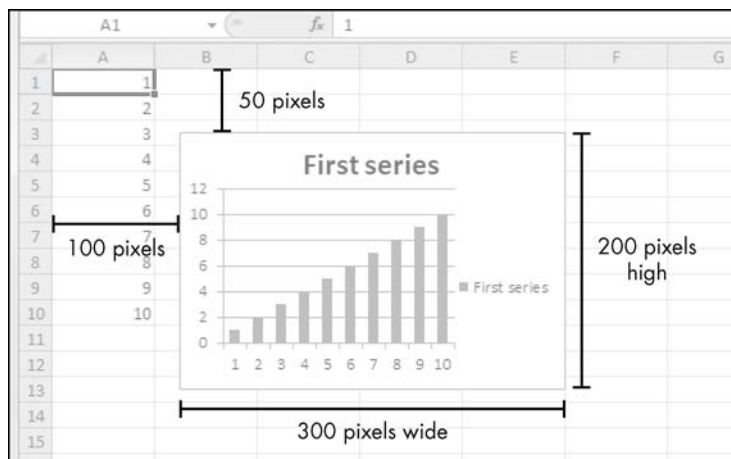 A1 fx 1
A B C D E F G
1 1
2 2
3 3
4 4
5 5
6 6
7 7
8 8
9 9
10 10
11
12
13
14
15
50 pixels
100 pixels
First series
12
10
8
6
4
2
0
1 2 3 4 5 6 7 8 9 10
First series
200 pixels
high
300 pixels wide